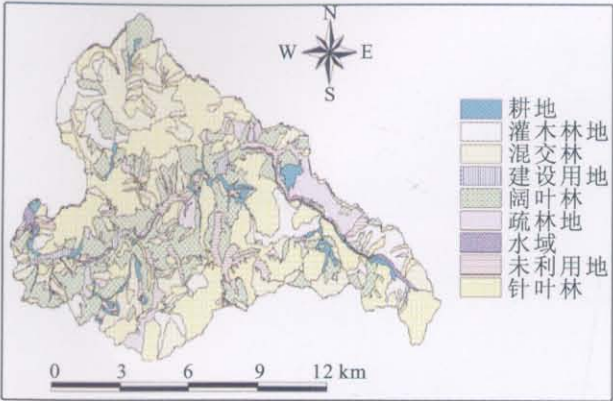 N
W E
S
耕地
灌木林地
混交林
建设用地
阔叶林
疏林地
水域
未利用地
针叶林
0 3 6 9 12 km